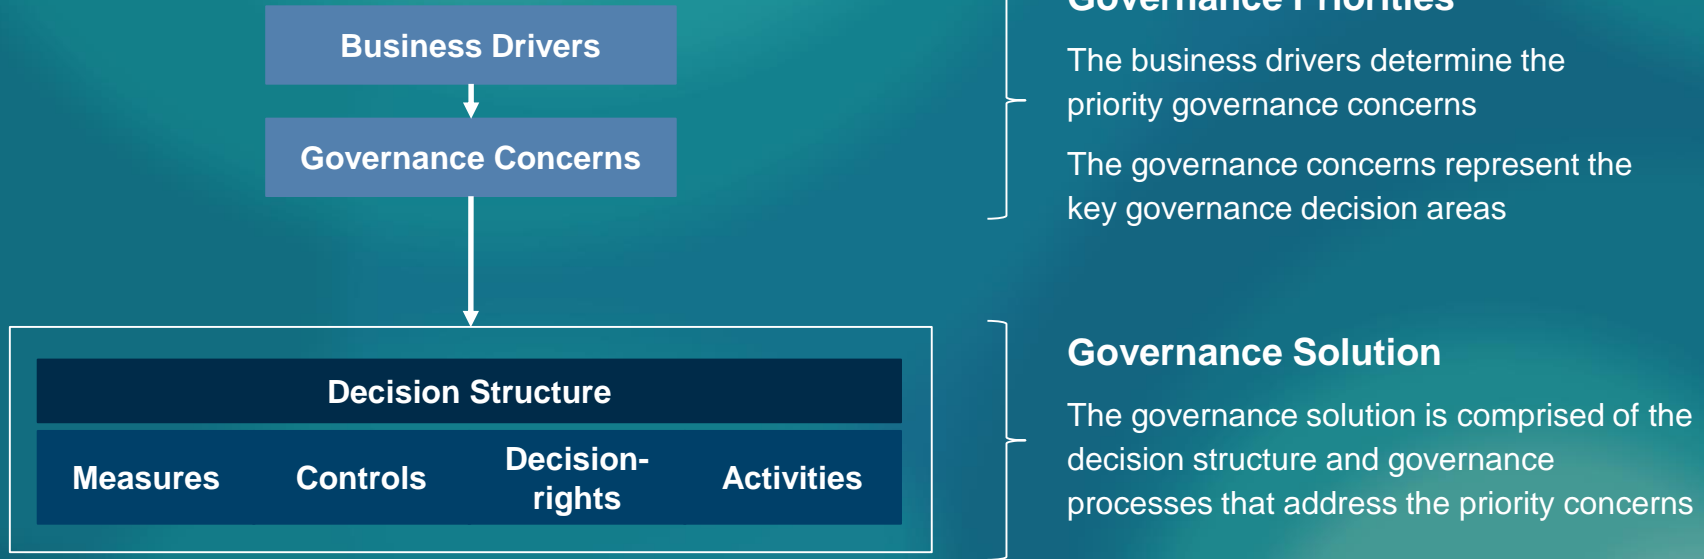 Business Drivers
Governance Concerns
Decision Structure
Measures
Controls
Decision-
rights
Activities
Governance Priorities
The business drivers determine the
priority governance concerns
The governance concerns represent the
key governance decision areas
Governance Solution
The governance solution is comprised of the
decision structure and governance
processes that address the priority concerns